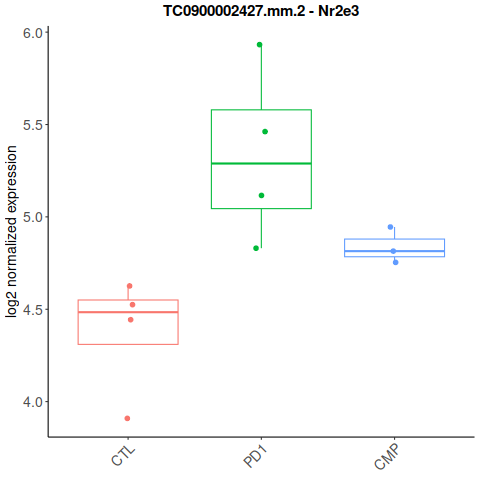 TC0900002427.mm.2 - Nr2e3
log2 normalized expression
6.0
5.5
5.0
4.5
4.0
CTL
PD1
CMP